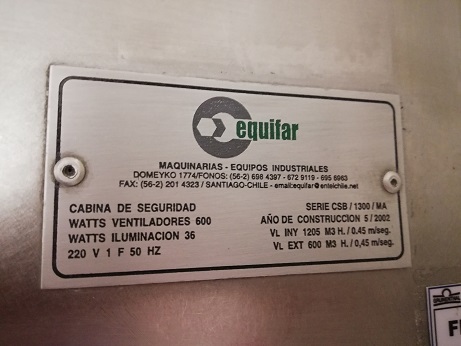 equifar
MAQUINARIAS - EQUIPOS INDUSTRIALES
DOMEYKO 1774/FONOS: (56-2) 698 4397 - 672 9119 - 695 6963
FAX: (56-2) 201 4323 / SANTIAGO-CHILE - email:equifar@entelchile.net
CABINA DE SEGURIDAD
WATTS VENTILADORES 600
WATTS ILUMINACION 36
220 V 1 F 50 HZ
SERIE CSB / 1300 / MA
AÑO DE CONSTRUCCION 5 / 2002
VL INY 1205 M3 H. / 0.45 m/seg.
VL EXT 600 M3 H. / 0,45 m/seg.